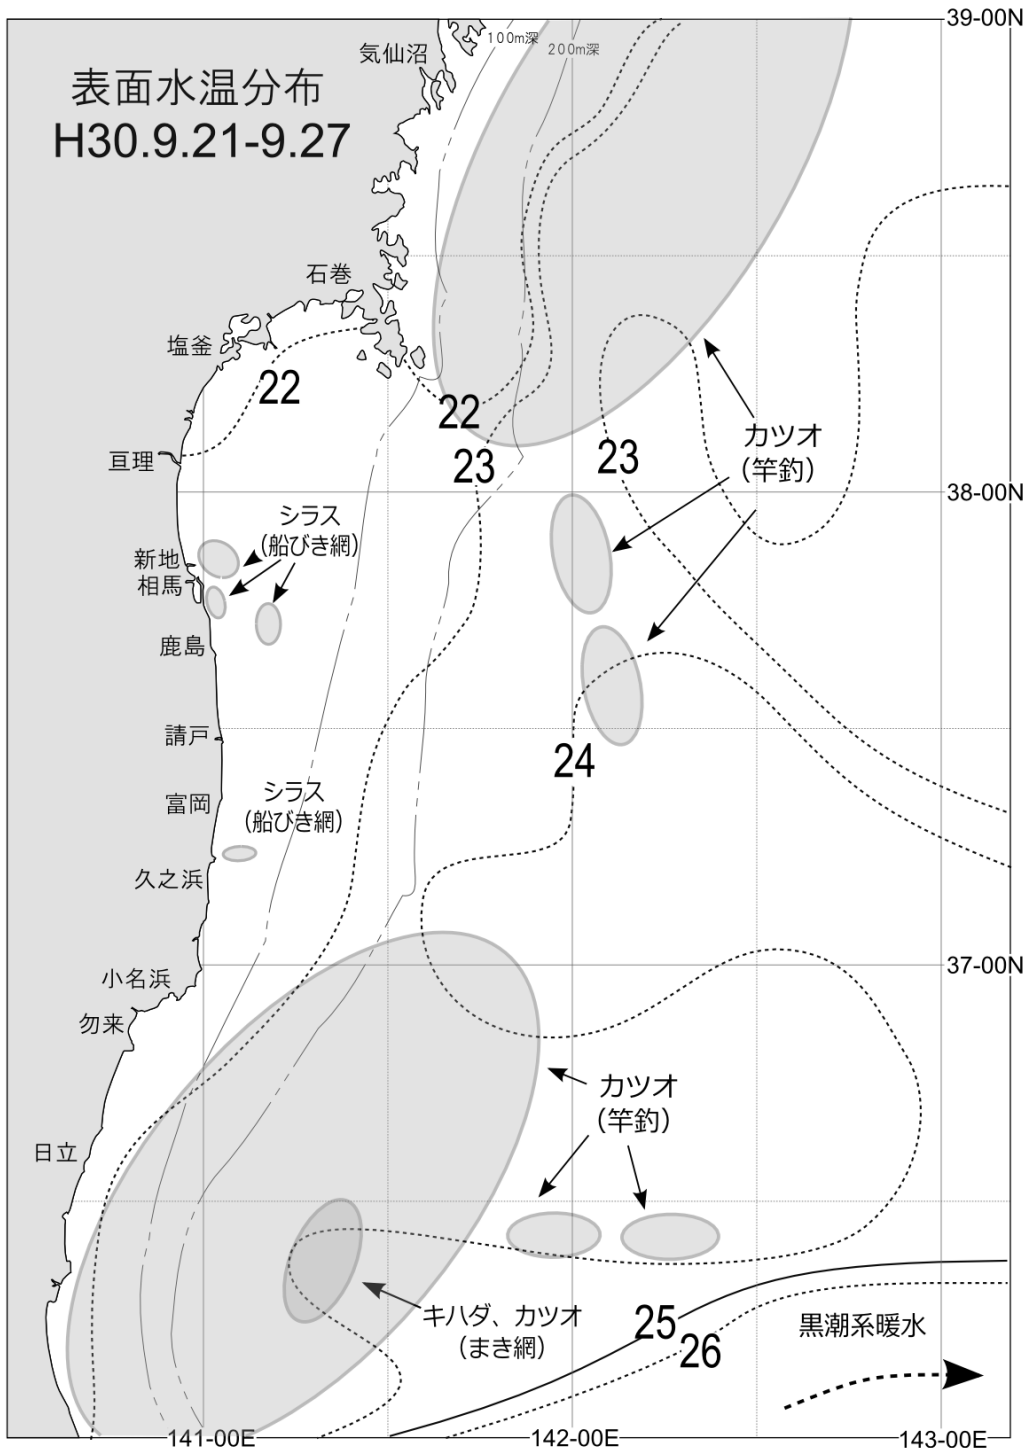 39-00N
100m深
200m深
気仙沼
表面水温分布
H30.9.21-9.27
石巻
塩釜
22
22
カツオ
(竿釣)
亘理
23
23
38-00N
シラス
(船びき網)
新地
相馬
鹿島
請戸
24
シラス
(船びき網)
富岡
久之浜
37-00N
小名浜
勿来
カツオ
(竿釣)
日立
キハダ、カツオ
(まき網)
25
26
黒潮系暖水
141-00E
142-00E
143-00E